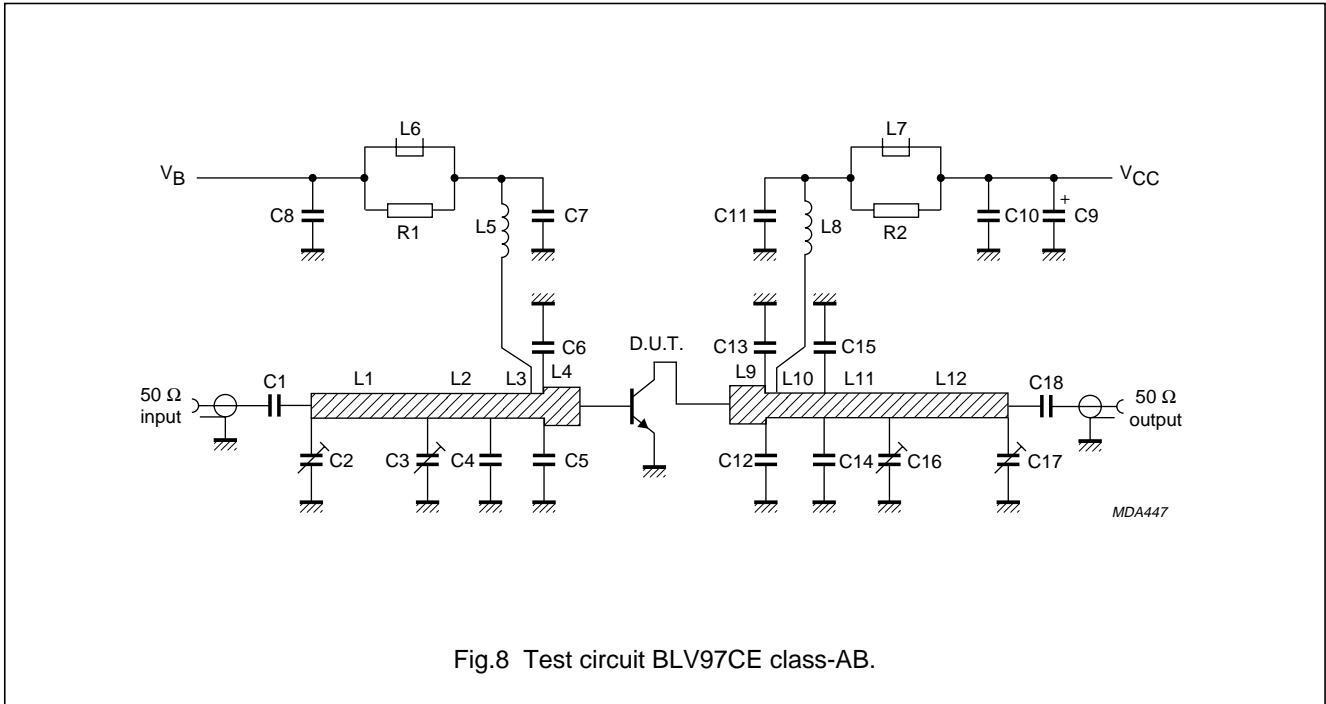 L6
L7
VB
VCC
C8
R1
L5
C7
C11
L8
R2
C10
+
C9
C6
D.U.T.
C13
C15
50 Ω
input
C1
L1
L2
L3
L4
L9
L10
L11
L12
C18
50 Ω
output
C2
C3
C4
C5
C12
C14
C16
C17
MDA447
Fig.8 Test circuit BLV97CE class-AB.